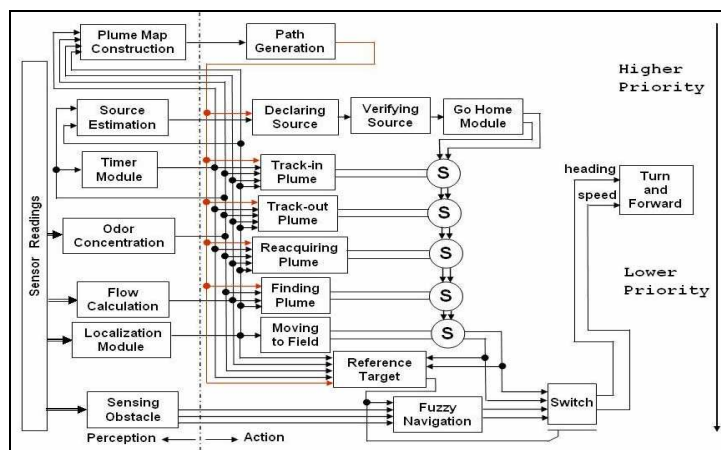 Plume Map
Construction
Path
Generation
Higher
Priority
Source
Estimation
Declaring
Source
Verifying
Source
Go Home
Module
Timer
Module
Track-in
Plume
S
heading
speed
Turn
and
Forward
Track-out
Plume
S
Sensor Readings
Odor
Concentration
Reacquiring
Plume
S
Lower
Priority
Flow
Calculation
Finding
Plume
S
Localization
Module
Moving
to Field
S
Reference
Target
Sensing
Obstacle
Fuzzy
Navigation
Switch
Perception
Action